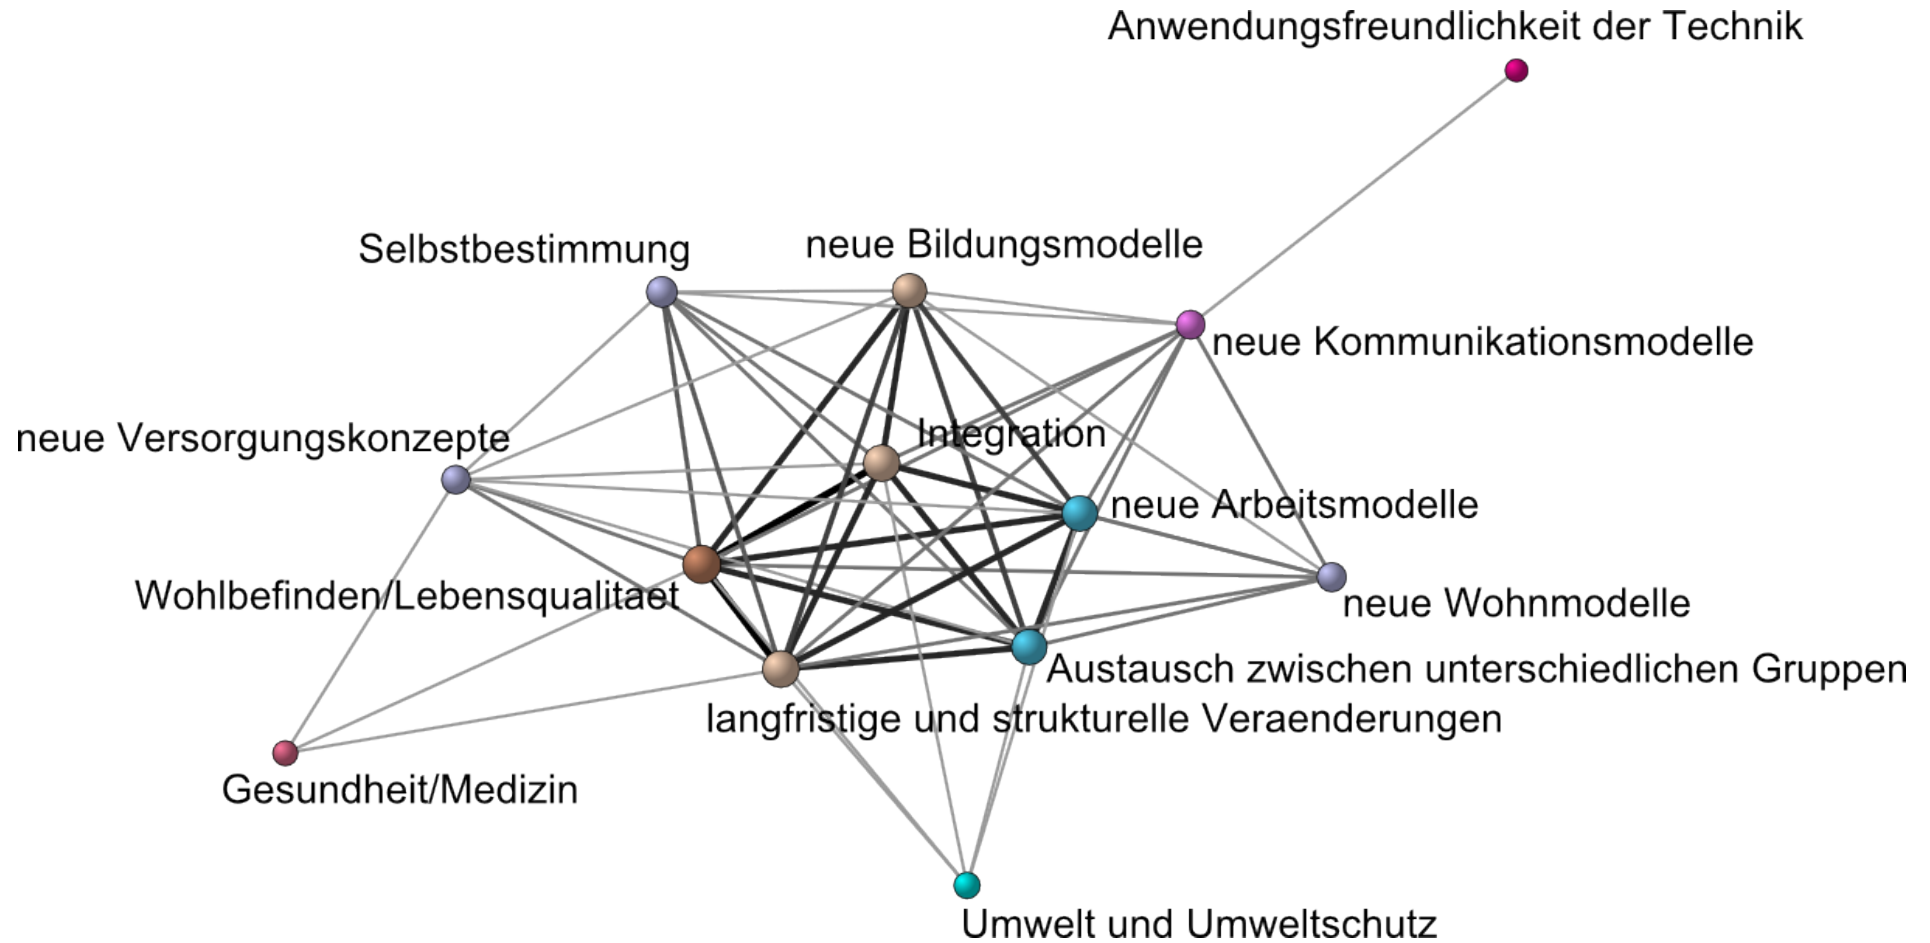 Anwendungsfreundlichkeit der Technik
Selbstbestimmung
neue Bildungsmodelle
neue Kommunikationsmodelle
neue Versorgungskonzepte
Integration
neue Arbeitsmodelle
Wohlbefinden/Lebensqualitaet
neue Wohnmodelle
Austausch zwischen unterschiedlichen Gruppen
langfristige und strukturelle Veraenderungen
Gesundheit/Medizin
Umwelt und Umweltschutz